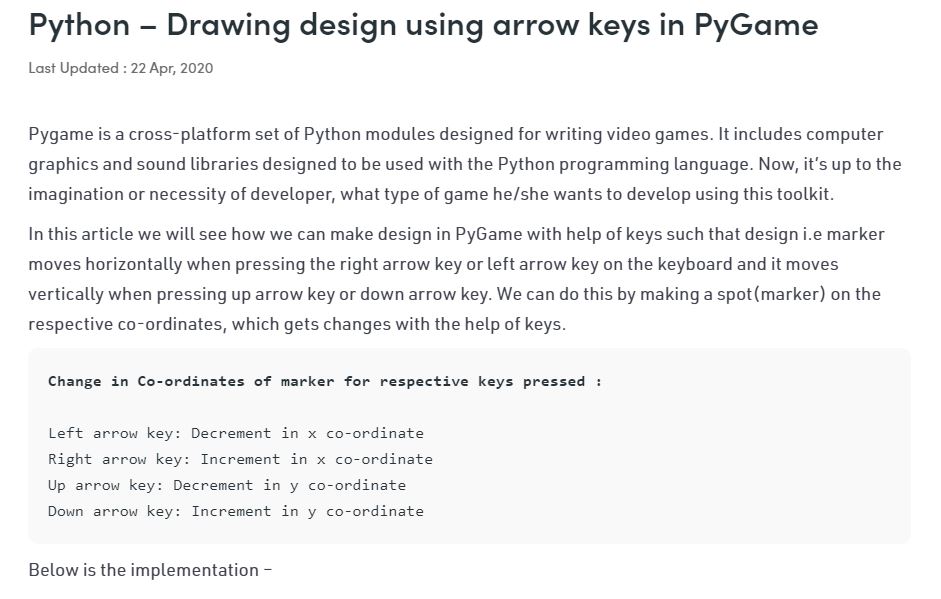 Python – Drawing design using arrow keys in PyGame
Last Updated : 22 Apr, 2020
Pygame is a cross-platform set of Python modules designed for writing video games. It includes computer
graphics and sound libraries designed to be used with the Python programming language. Now, it's up to the
imagination or necessity of developer, what type of game he/she wants to develop using this toolkit.
In this article we will see how we can make design in PyGame with help of keys such that design i.e marker
moves horizontally when pressing the right arrow key or left arrow key on the keyboard and it moves
vertically when pressing up arrow key or down arrow key. We can do this by making a spot(marker) on the
respective co-ordinates, which gets changes with the help of keys.
Change in Co-ordinates of marker for respective keys pressed :
Left arrow key: Decrement in x co-ordinate
Right arrow key: Increment in x co-ordinate
Up arrow key: Decrement in y co-ordinate
Down arrow key: Increment in y co-ordinate
Below is the implementation –